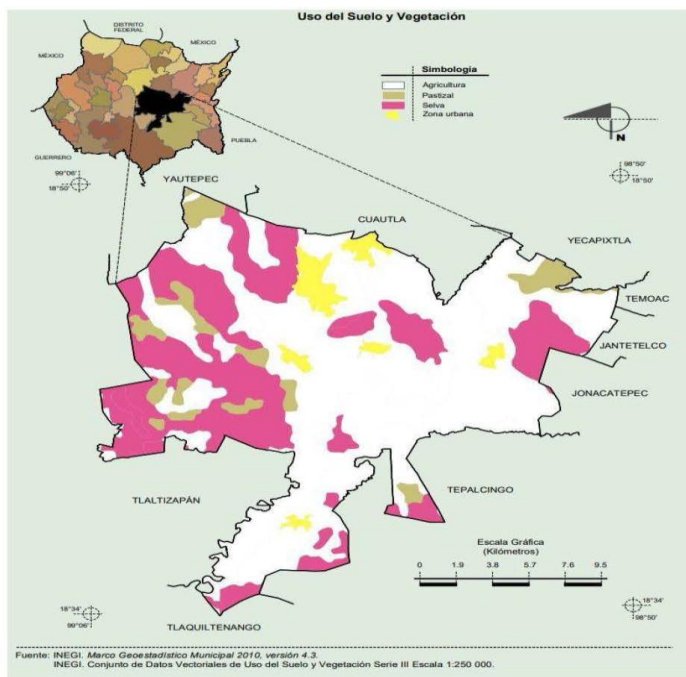 Uso del Suelo y Vegetación
DISTRITO
FEDERAL
MÉXICO
MÉXICO
GUERRERO
PUEBLA
Simbología
Agricultura
Pastizal
Selva
Zona urbana
N
99°06'
18°50'
98°50'
18°50'
YAUTEPEC
CUAUTLA
YECAPIXTLA
TEMOAC
JANTETELCO
JONACATEPEC
TEPALCINGO
TLALTIZAPÁN
TLAQUILTENANGO
Escala Gráfica
(Kilómetros)
0 1.9 3.8 5.7 7.6 9.5
18°34'
99°06'
18°34'
98°50'
Fuente: INEGI. Marco Geoestadístico Municipal 2010, versión 4.3.
INEGI. Conjunto de Datos Vectoriales de Uso del Suelo y Vegetación Serie III Escala 1:250 000.